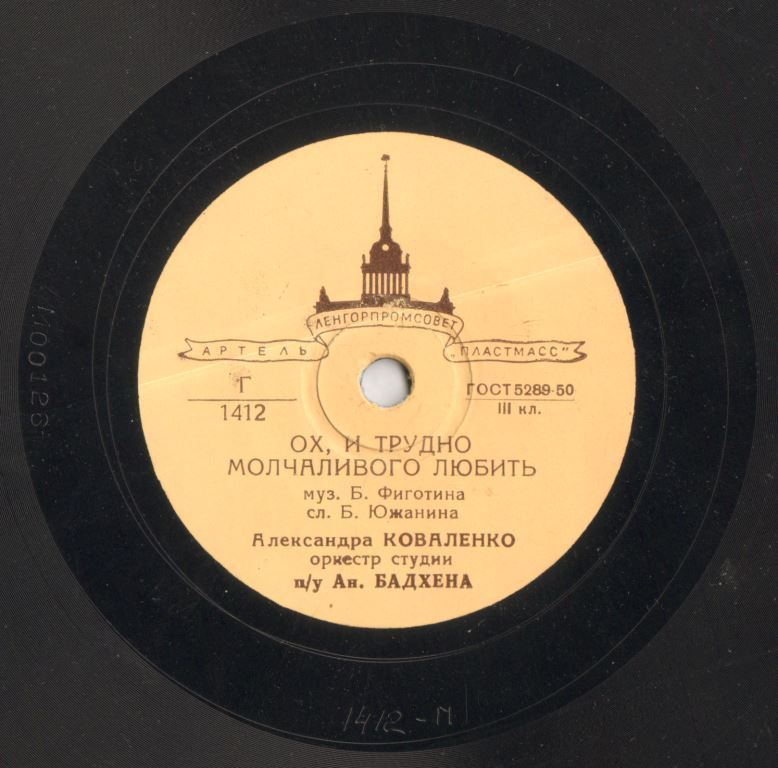 ЛЕНГОРПРОМСОВЕТ
АРТЕЛЬ „ПЛАСТМАСС"
Г
1412
ГОСТ 5289-50
III кл.
ОХ, И ТРУДНО
МОЛЧАЛИВОГО ЛЮБИТЬ
муз. Б. Фиготина
сл. Б. Южанина
Александра КОВАЛЕНКО
оркестр студии
п/у Ан. БАДХЕНА
1412-П